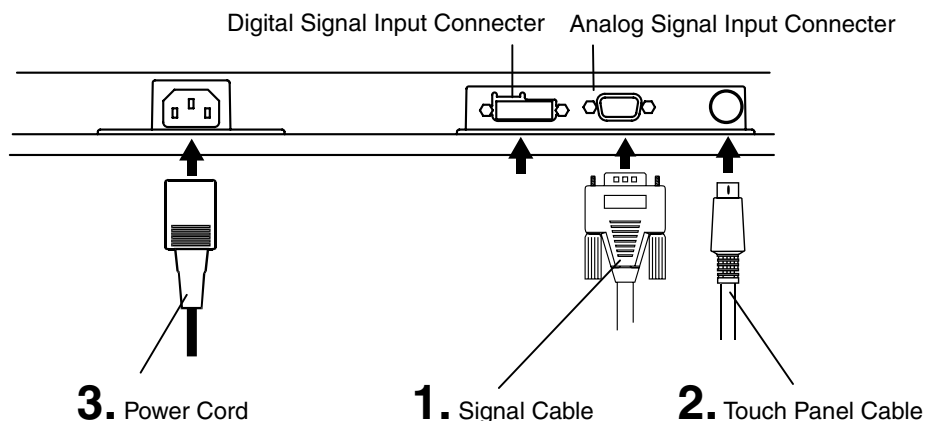 Digital Signal Input Connecter
Analog Signal Input Connecter
3. Power Cord
1. Signal Cable
2. Touch Panel Cable